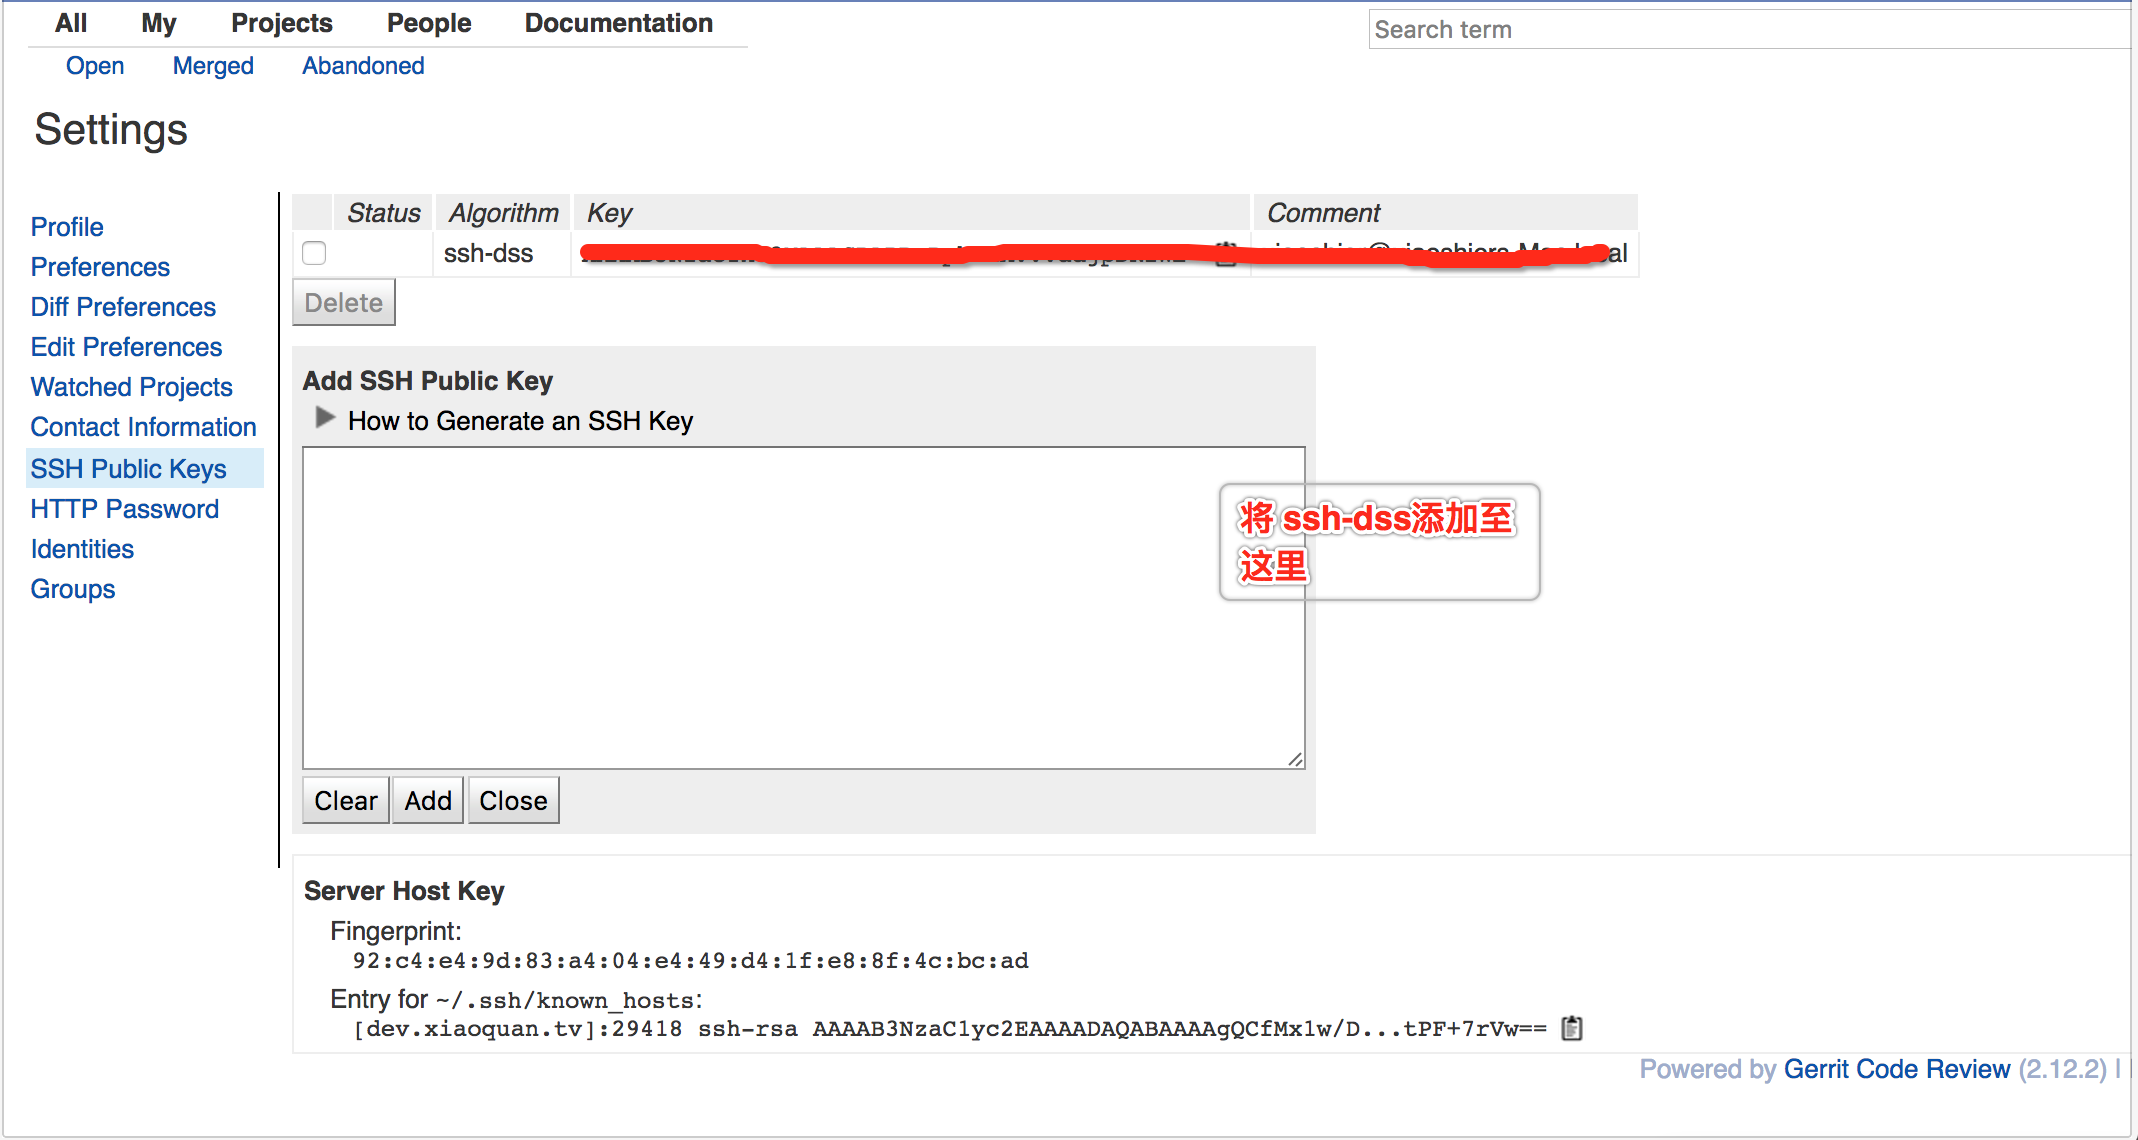 All My Projects People Documentation
Search term
Open Merged Abandoned
Settings
Profile
Preferences
Diff Preferences
Edit Preferences
Watched Projects
Contact Information
SSH Public Keys
HTTP Password
Identities
Groups
Status Algorithm Key Comment
ssh-dss
Delete
Add SSH Public Key
How to Generate an SSH Key
将 ssh-dss添加至
这里
Clear Add Close
Server Host Key
Fingerprint:
92:c4:e4:9d:83:a4:04:e4:49:d4:1f:e8:8f:4c:bc:ad
Entry for ~/.ssh/known_hosts:
[dev.xiaoquan.tv]:29418 ssh-rsa AAAAB3NzaC1yc2EAAAADAQABAAAAgQCfMx1w/D...tPF+7rVw==
Powered by Gerrit Code Review (2.12.2) |